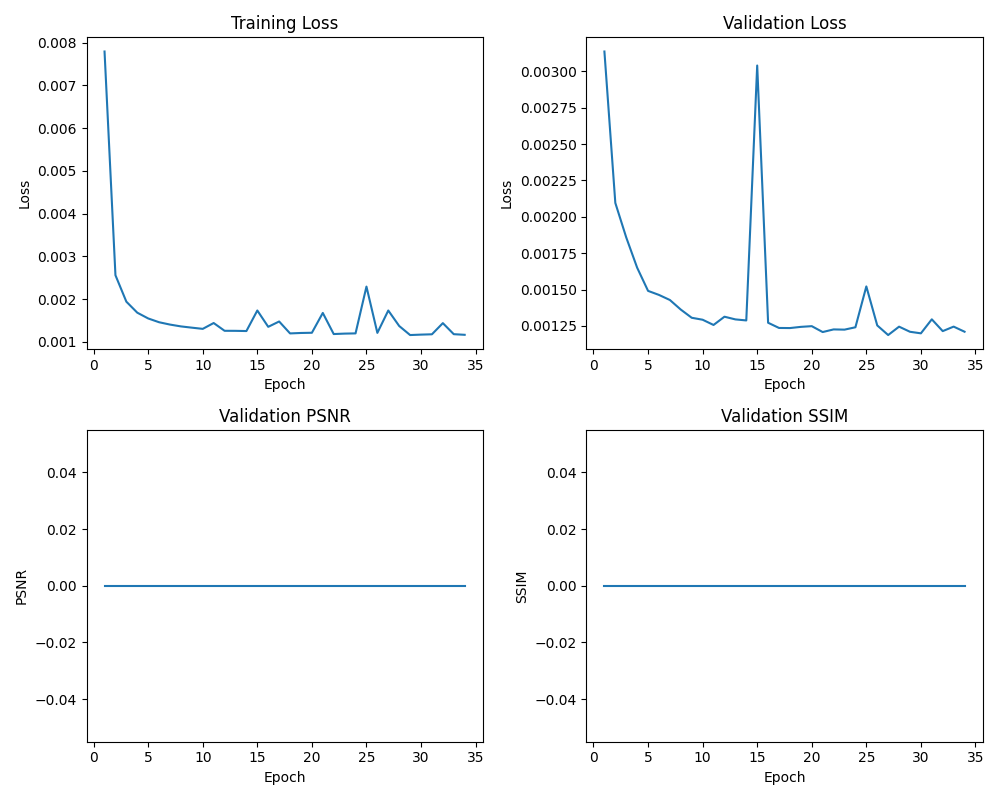 Training Loss
Loss
0.008
0.007
0.006
0.005
0.004
0.003
0.002
0.001
0 5 10 15 20 25 30 35
Epoch
Validation Loss
Loss
0.00300
0.00275
0.00250
0.00225
0.00200
0.00175
0.00150
0.00125
0 5 10 15 20 25 30 35
Epoch
Validation PSNR
PSNR
0.04
0.02
0.00
−0.02
−0.04
0 5 10 15 20 25 30 35
Epoch
Validation SSIM
SSIM
0.04
0.02
0.00
−0.02
−0.04
0 5 10 15 20 25 30 35
Epoch